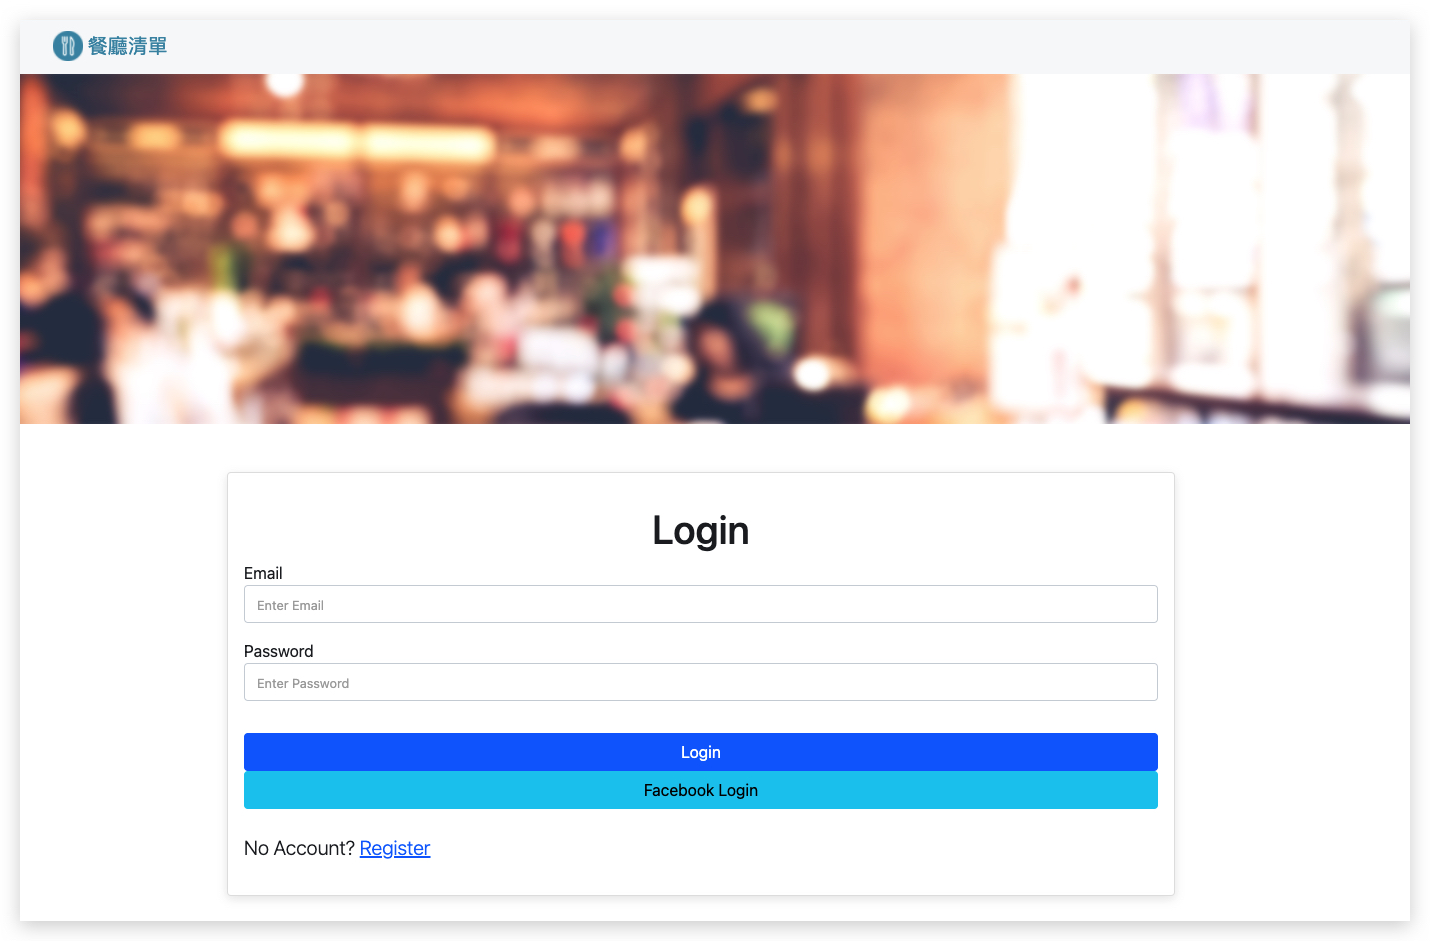 餐廳清單
Login
Email
Enter Email
Password
Enter Password
Login
Facebook Login
No Account? Register